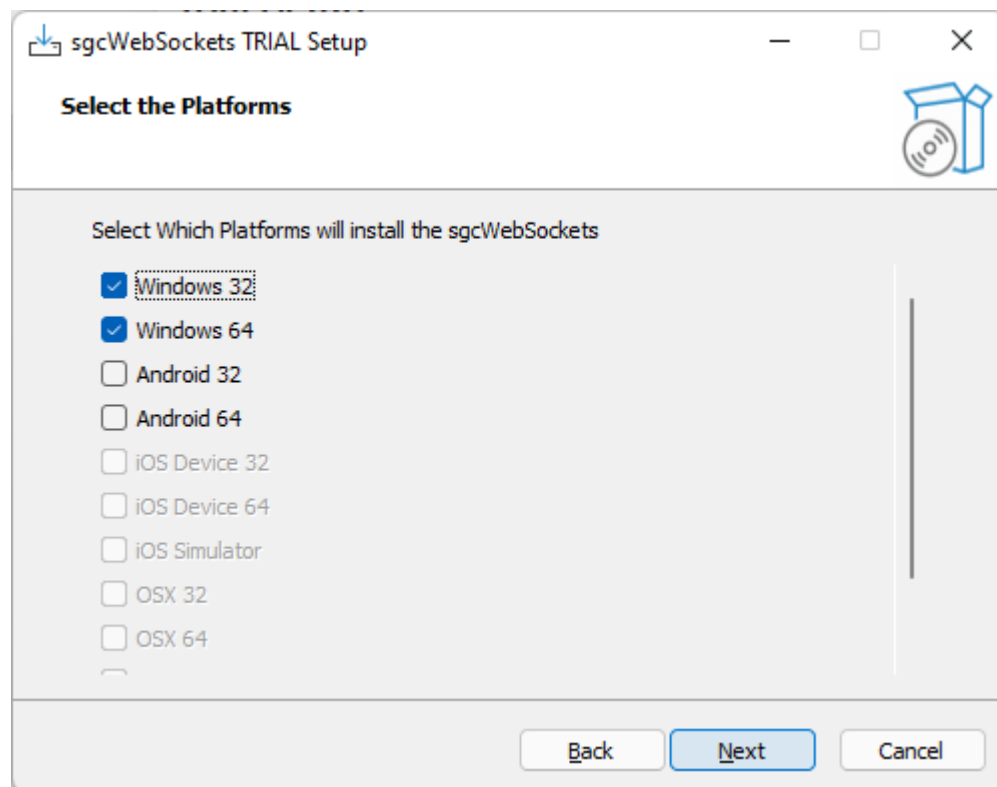 sgcWebSockets TRIAL Setup
Select the Platforms
Select Which Platforms will install the sgcWebSockets
Windows 32
Windows 64
Android 32
Android 64
iOS Device 32
iOS Device 64
iOS Simulator
OSX 32
OSX 64
Back Next Cancel